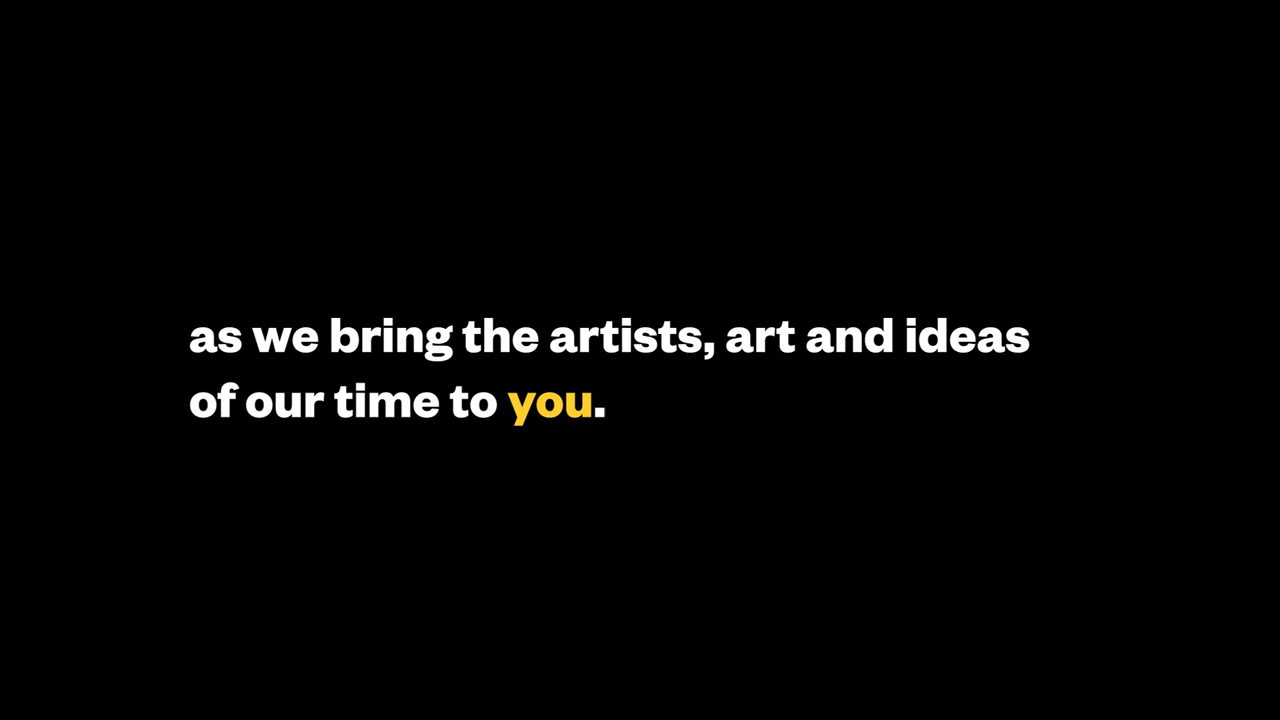 as we bring the artists, art and ideas
of our time to you.